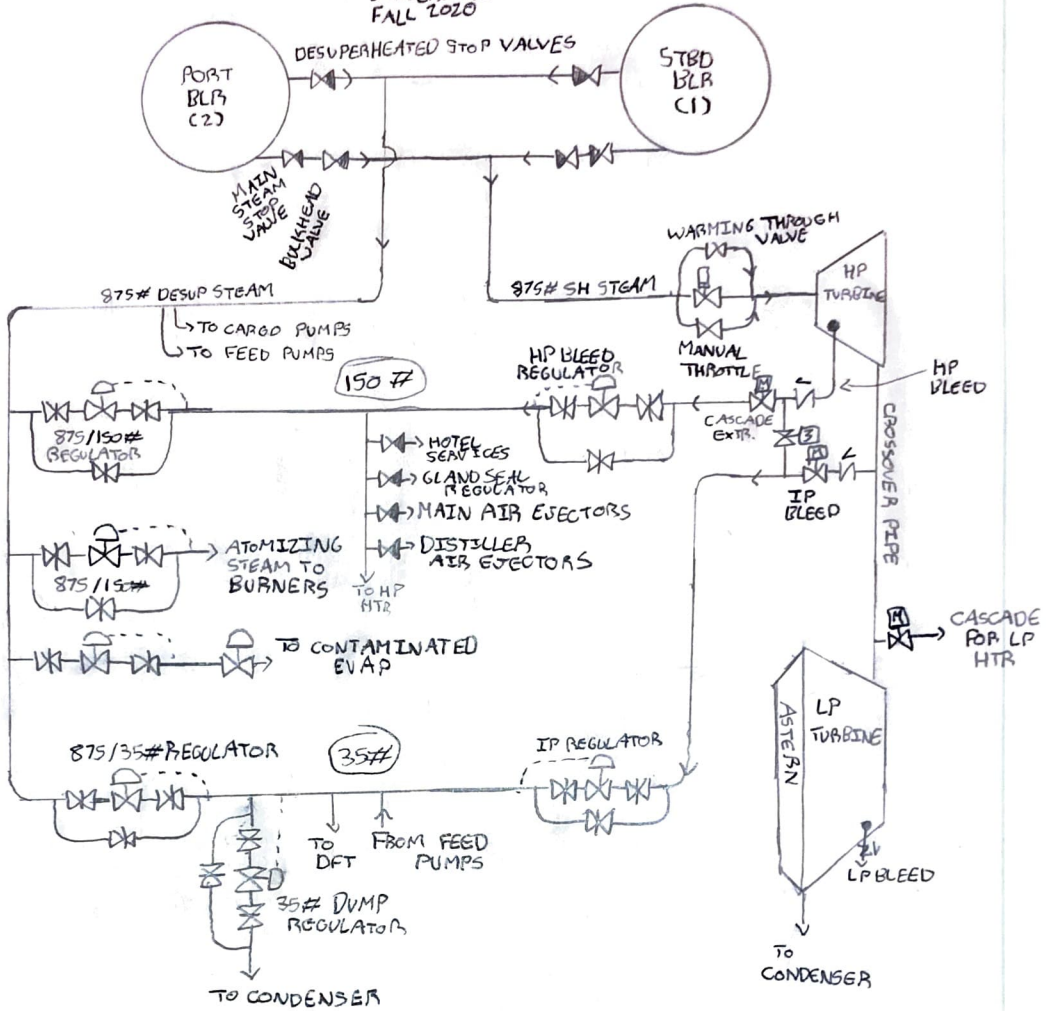 FALL 2020
DESUPERHEATED STOP VALVES
PORT
BLR
(2)
STBD
BLR
(1)
MAIN
STEAM
STOP
VALVE
BULKHEAD
VALVE
WARMING THROUGH
VALVE
HP
TURBINE
875# DESUP STEAM
875# SH STEAM
TO CARGO PUMPS
TO FEED PUMPS
MANUAL
THROTTLE
HP BLEED
REGULATOR
150 #
HP
BLEED
M
CASCADE
EXTR.
875/150#
REGULATOR
HOTEL
SERVICES
GLAND SEAL
REGULATOR
MAIN AIR EJECTORS
DISTILLER
AIR EJECTORS
TO HP
HTR
IP
BLEED
CROSSOVER PIPE
ATOMIZING
STEAM TO
BURNERS
875/150#
TO CONTAMINATED
EVAP
M
CASCADE
FOR LP
HTR
ASTERN
LP
TURBINE
875/35# REGULATOR
35#
IP REGULATOR
TO
DFT
FROM FEED
PUMPS
35# DUMP
REGULATOR
LP BLEED
TO
CONDENSER
TO CONDENSER